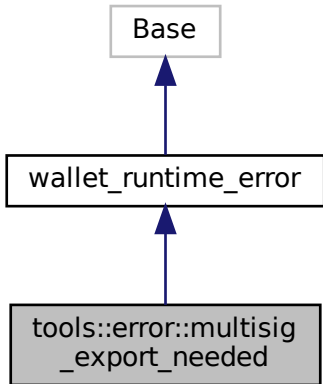 Base
wallet_runtime_error
tools::error::multisig
_export_needed